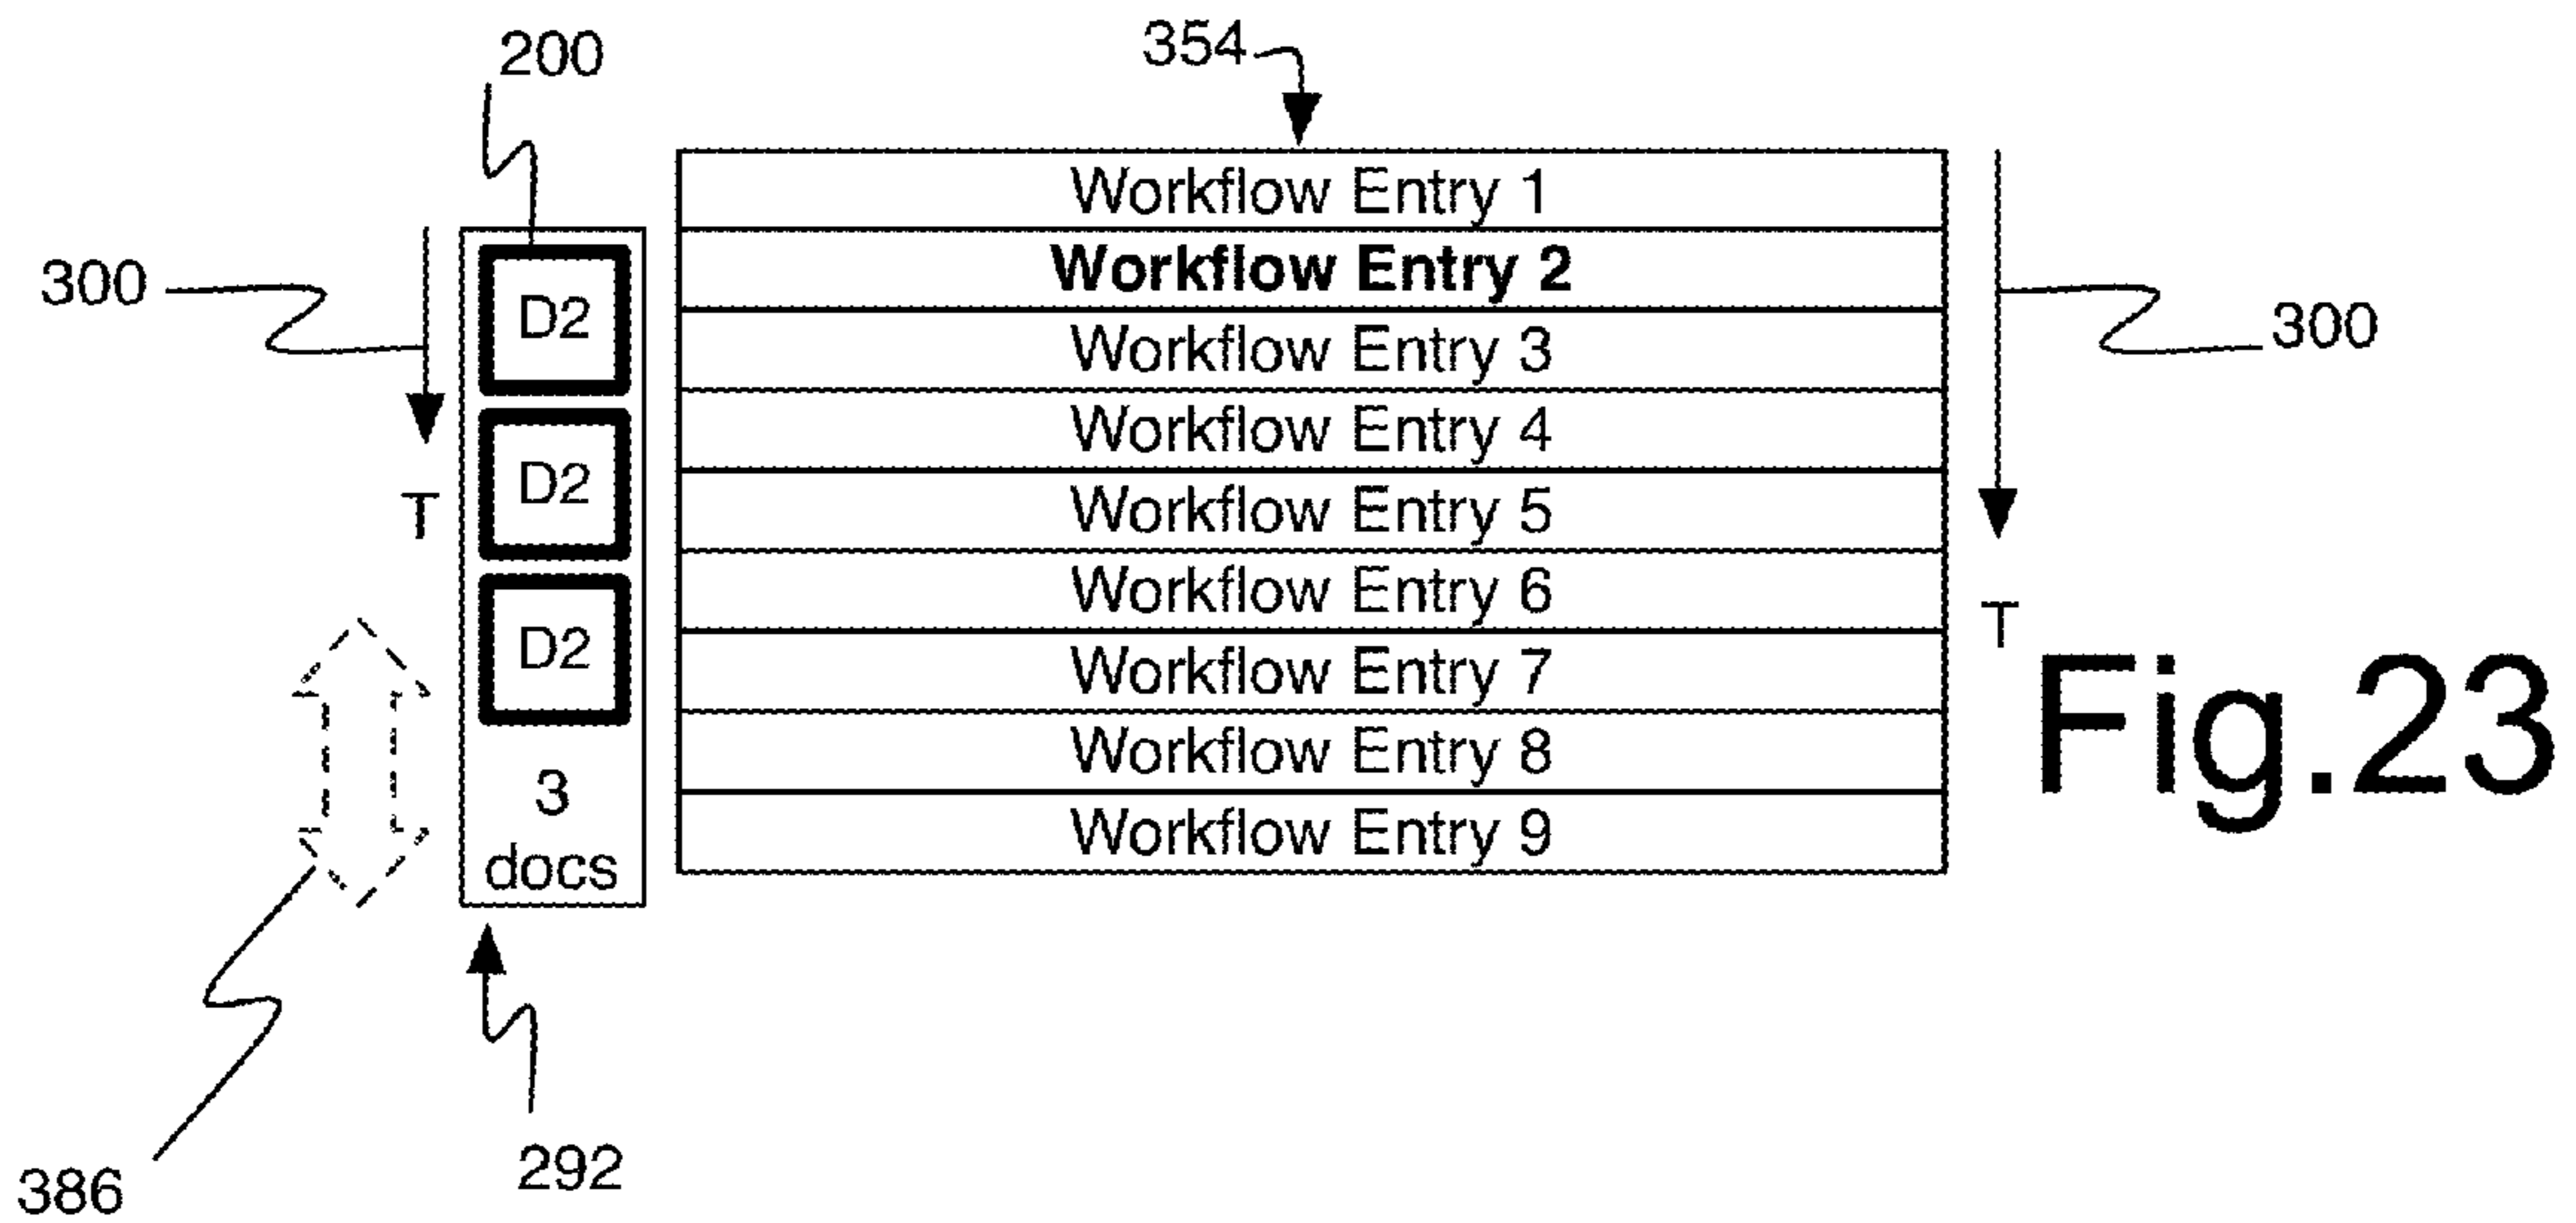 200
354
Workflow Entry 1
Workflow Entry 2
300
D2
Workflow Entry 3
300
Workflow Entry 4
T
D2
Workflow Entry 5
Workflow Entry 6
T
D2
Workflow Entry 7
Fig.23
Workflow Entry 8
3
docs
Workflow Entry 9
292
386